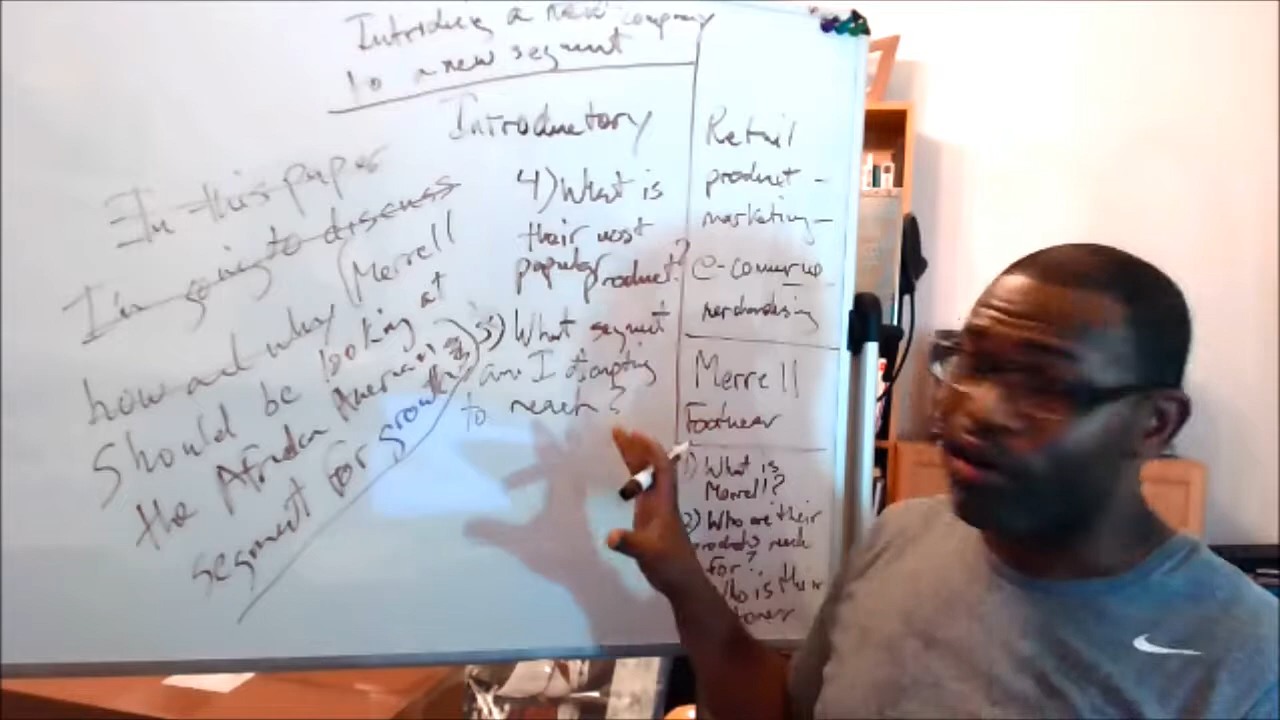 Introducing a new company
to a new segment
Introductory
In this paper
I'm going to discuss
how and why Merrell
should be looking at
the African American
segment for growth
4) What is
their most
popular product?
5) What segment
am I attempting
to reach?
Retail
product -
marketing -
e-commerce
merchandising
Merrell
Footwear
1) What is
Merrell?
2) Who are their
products made
for?
Who is their